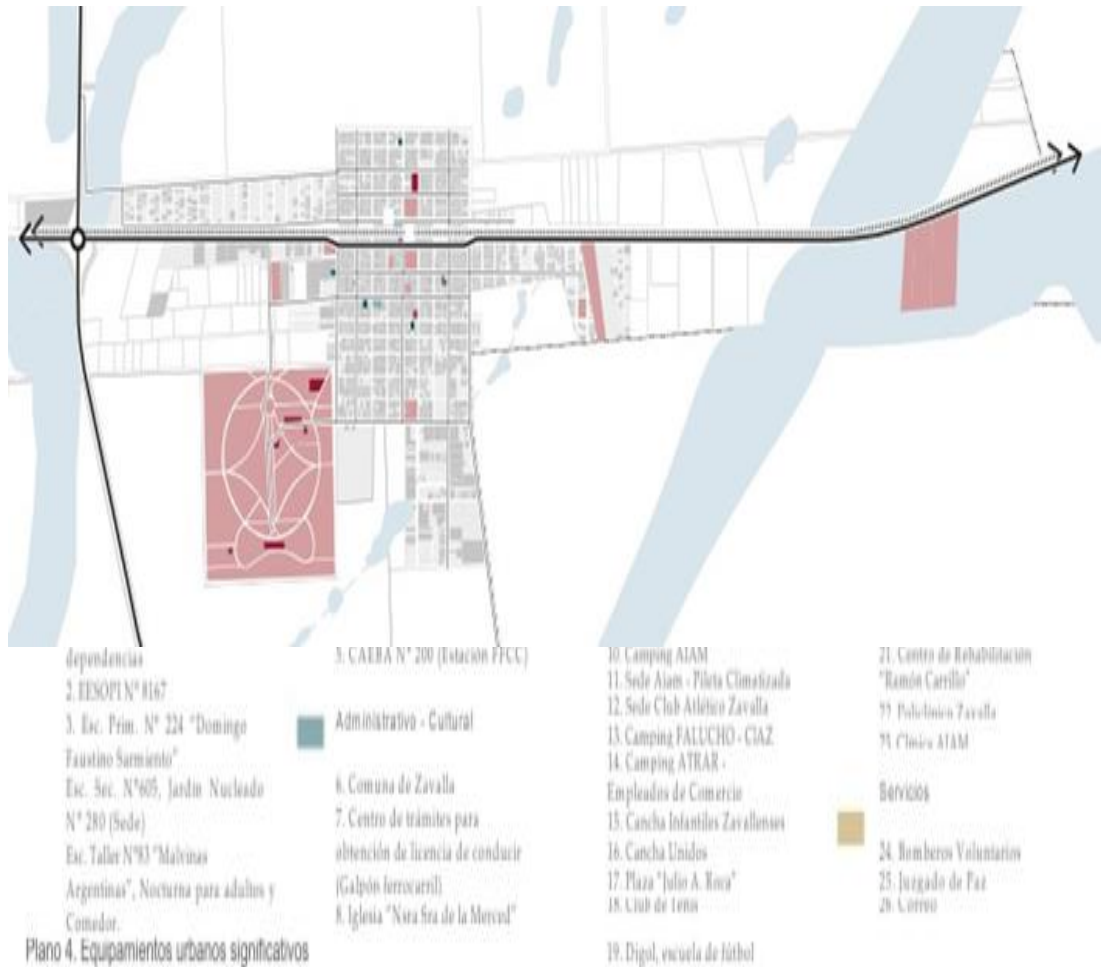 dependencias
2. EESOPI N° 8167
3. Esc. Prim. N° 224 "Domingo
Faustino Sarmiento"
Esc. Sec. N°605, Jardín Nucleado
N° 280 (Sede)
Esc. Taller N°83 "Malvinas
Argentinas", Nocturna para adultos y
Comedor.
5. CAEBA N° 200 (Estación FFCC)
Administrativo - Cultural
6. Comuna de Zavalla
7. Centro de trámites para
obtención de licencia de conducir
(Galpón ferrocarril)
8. Iglesia "Nsra Sra de la Merced"
10. Camping AIAM
11. Sede Aiam - Pileta Climatizada
12. Sede Club Atlético Zavalla
13. Camping FALUCHO - CIAZ
14. Camping ATRAR -
Empleados de Comercio
15. Cancha Infantiles Zavallenses
16. Cancha Unidos
17. Plaza "Julio A. Roca"
18. Club de Tenis
19. Digol, escuela de fútbol
21. Centro de Rehabilitación
"Ramón Carrillo"
22. Policlínico Zavalla
23. Clínica AIAM
Servicios
24. Bomberos Voluntarios
25. Juzgado de Paz
26. Correo
Plano 4. Equipamientos urbanos significativos